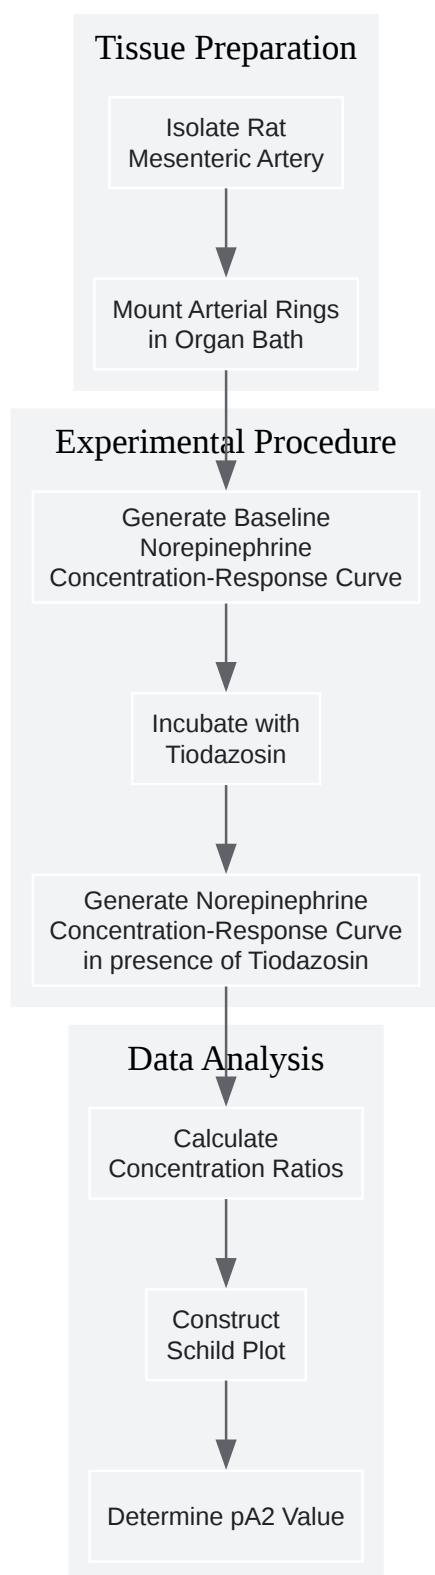 Tissue Preparation
Isolate Rat
Mesenteric Artery
Mount Arterial Rings
in Organ Bath
Experimental Procedure
Generate Baseline
Norepinephrine
Concentration-Response Curve
Incubate with
Tiodazosin
Generate Norepinephrine
Concentration-Response Curve
in presence of Tiodazosin
Data Analysis
Calculate
Concentration Ratios
Construct
Schild Plot
Determine pA2 Value